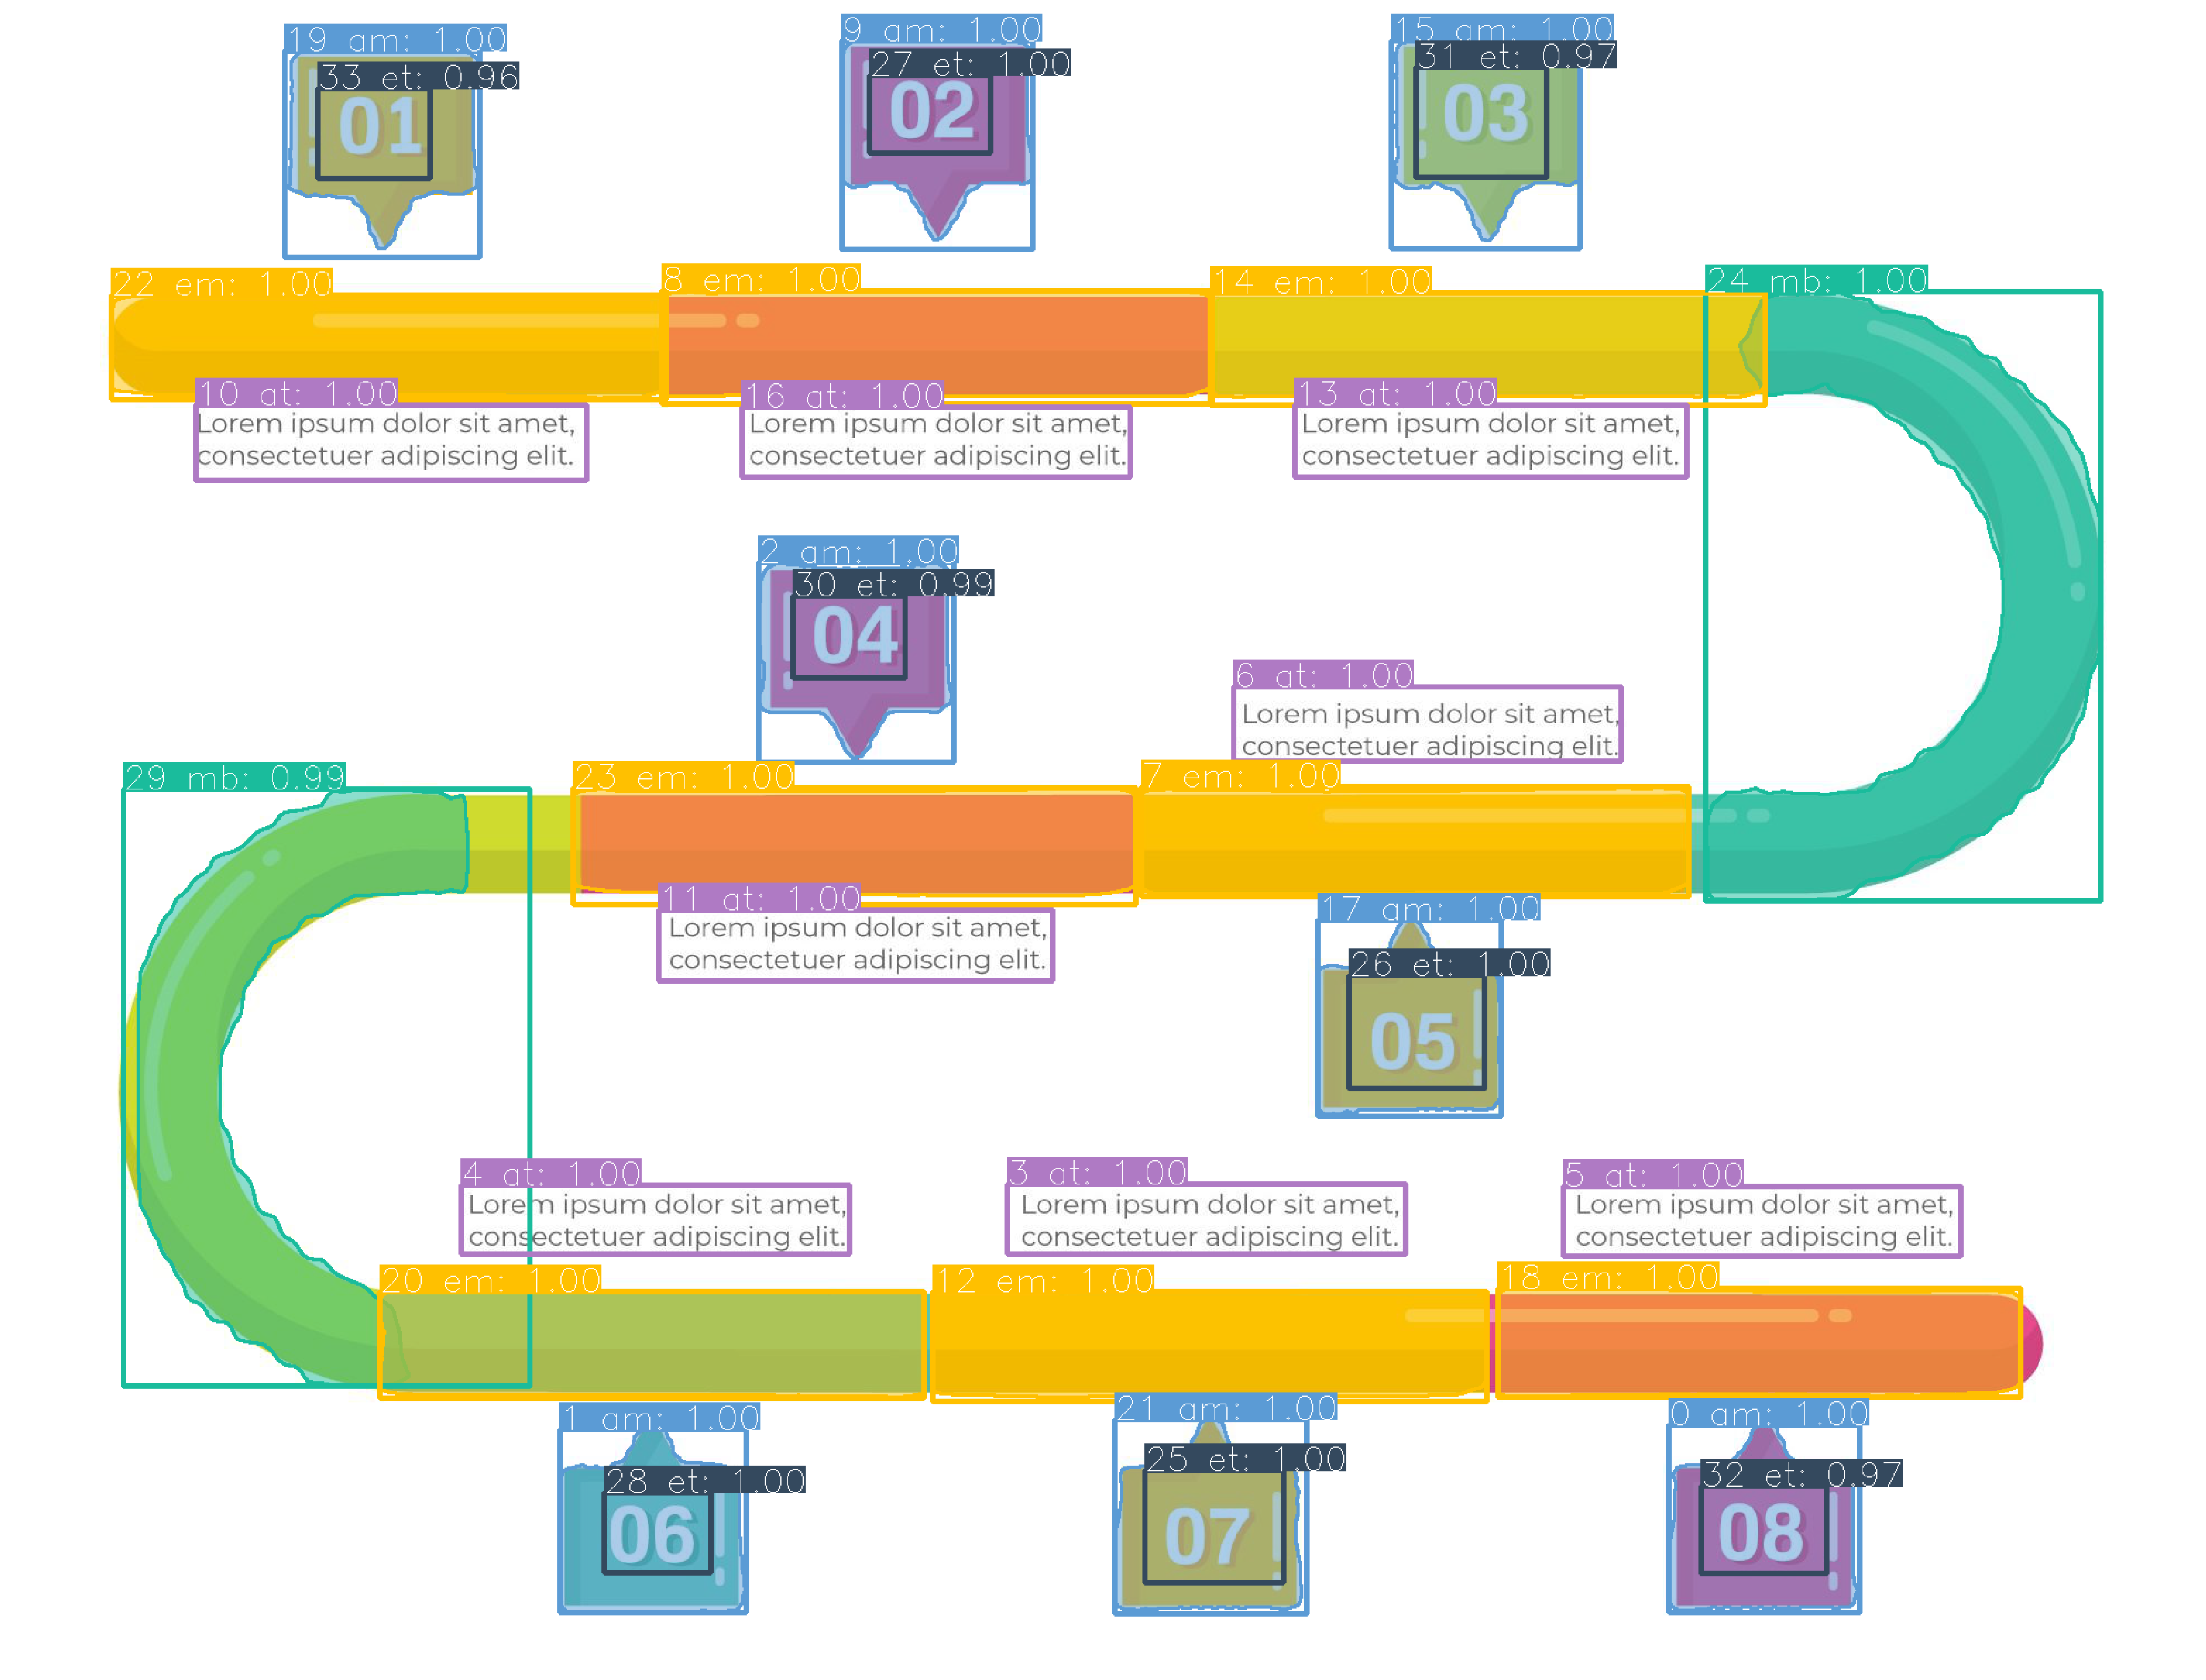 19 am: 1.00
33 et: 0.96
01
9 am: 1.00
27 et: 1.00
02
15 am: 1.00
31 et: 0.97
03
22 em: 1.00
8 em: 1.00
14 em: 1.00
24 mb: 1.00
10 at: 1.00
Lorem ipsum dolor sit amet,
consectetuer adipiscing elit.
16 at: 1.00
Lorem ipsum dolor sit amet,
consectetuer adipiscing elit.
13 at: 1.00
Lorem ipsum dolor sit amet,
consectetuer adipiscing elit.
2 am: 1.00
30 et: 0.99
04
6 at: 1.00
Lorem ipsum dolor sit amet,
consectetuer adipiscing elit.
29 mb: 0.99
23 em: 1.00
7 em: 1.00
11 at: 1.00
Lorem ipsum dolor sit amet,
consectetuer adipiscing elit.
17 am: 1.00
26 et: 1.00
05
4 at: 1.00
Lorem ipsum dolor sit amet,
consectetuer adipiscing elit.
3 at: 1.00
Lorem ipsum dolor sit amet,
consectetuer adipiscing elit.
5 at: 1.00
Lorem ipsum dolor sit amet,
consectetuer adipiscing elit.
20 em: 1.00
12 em: 1.00
18 em: 1.00
1 am: 1.00
28 et: 1.00
06
21 am: 1.00
25 et: 1.00
07
0 am: 1.00
32 et: 0.97
08